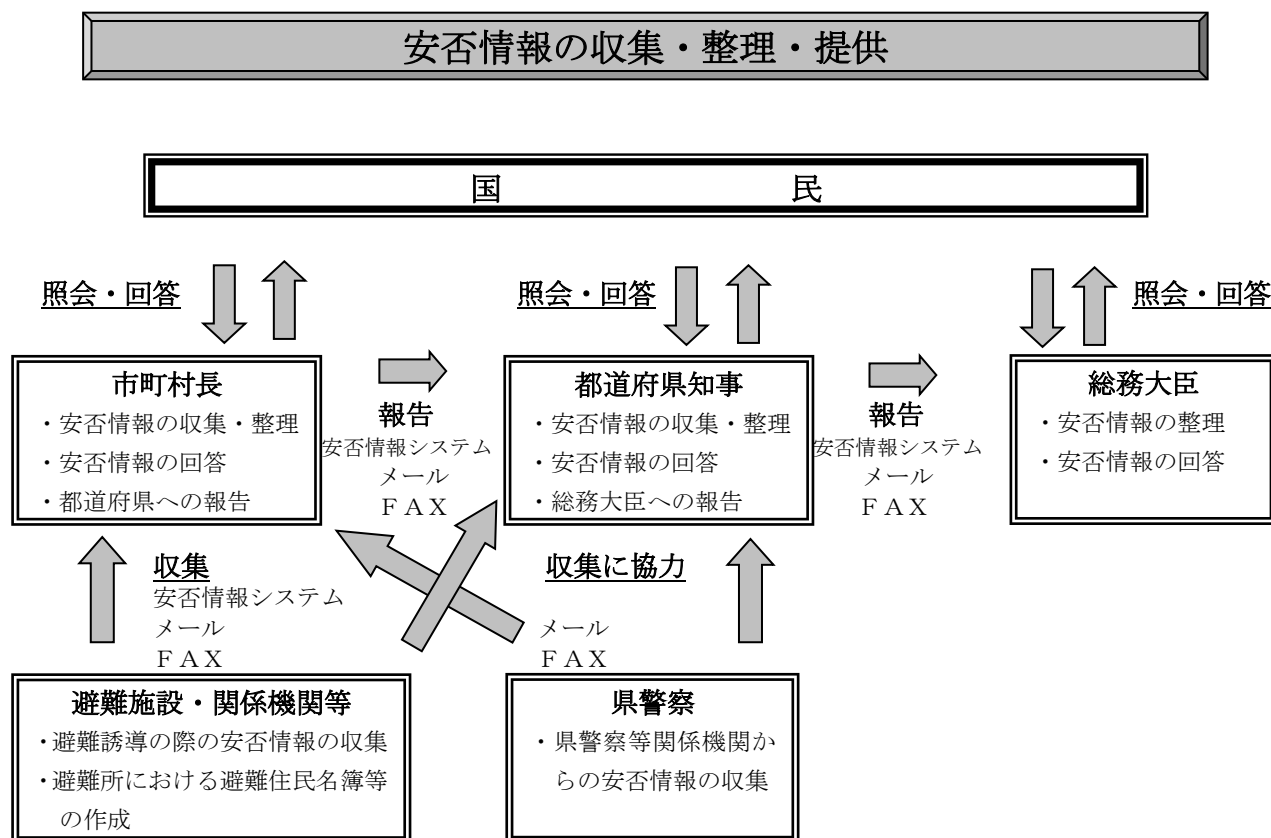 安否情報の収集・整理・提供
国　民
照会・回答
照会・回答
照会・回答
市町村長
・安否情報の収集・整理
・安否情報の回答
・都道府県への報告
報告
安否情報システム
メール
ＦＡＸ
都道府県知事
・安否情報の収集・整理
・安否情報の回答
・総務大臣への報告
報告
安否情報システム
メール
ＦＡＸ
総務大臣
・安否情報の整理
・安否情報の回答
収集
安否情報システム
メール
ＦＡＸ
収集に協力
メール
ＦＡＸ
避難施設・関係機関等
・避難誘導の際の安否情報の収集
・避難所における避難住民名簿等
の作成
県警察
・県警察等関係機関か
らの安否情報の収集